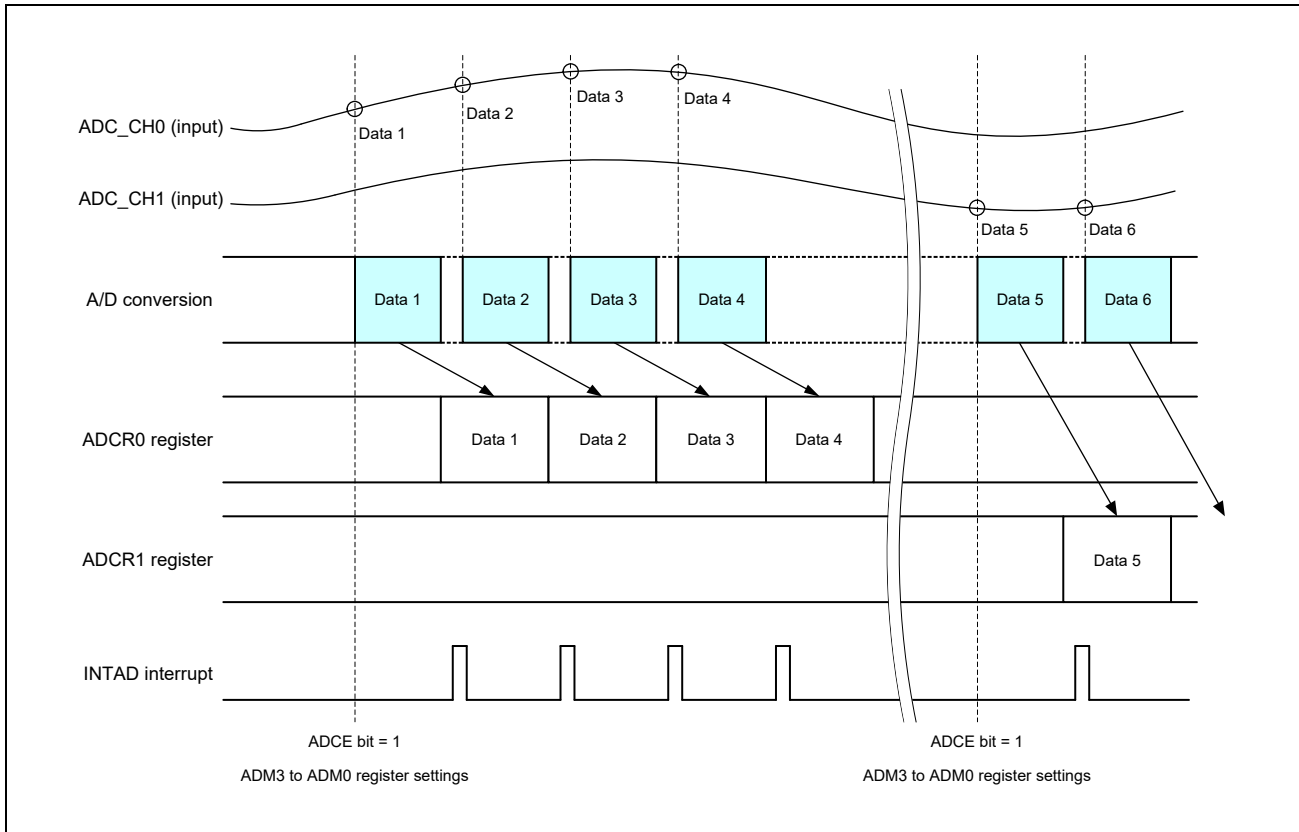 Data 1
Data 2
Data 3
Data 4
ADC_CH0 (input)
ADC_CH1 (input)
Data 5
Data 6
A/D conversion
Data 1
Data 2
Data 3
Data 4
Data 5
Data 6
ADCR0 register
Data 1
Data 2
Data 3
Data 4
ADCR1 register
Data 5
INTAD interrupt
ADCE bit = 1
ADM3 to ADM0 register settings
ADCE bit = 1
ADM3 to ADM0 register settings